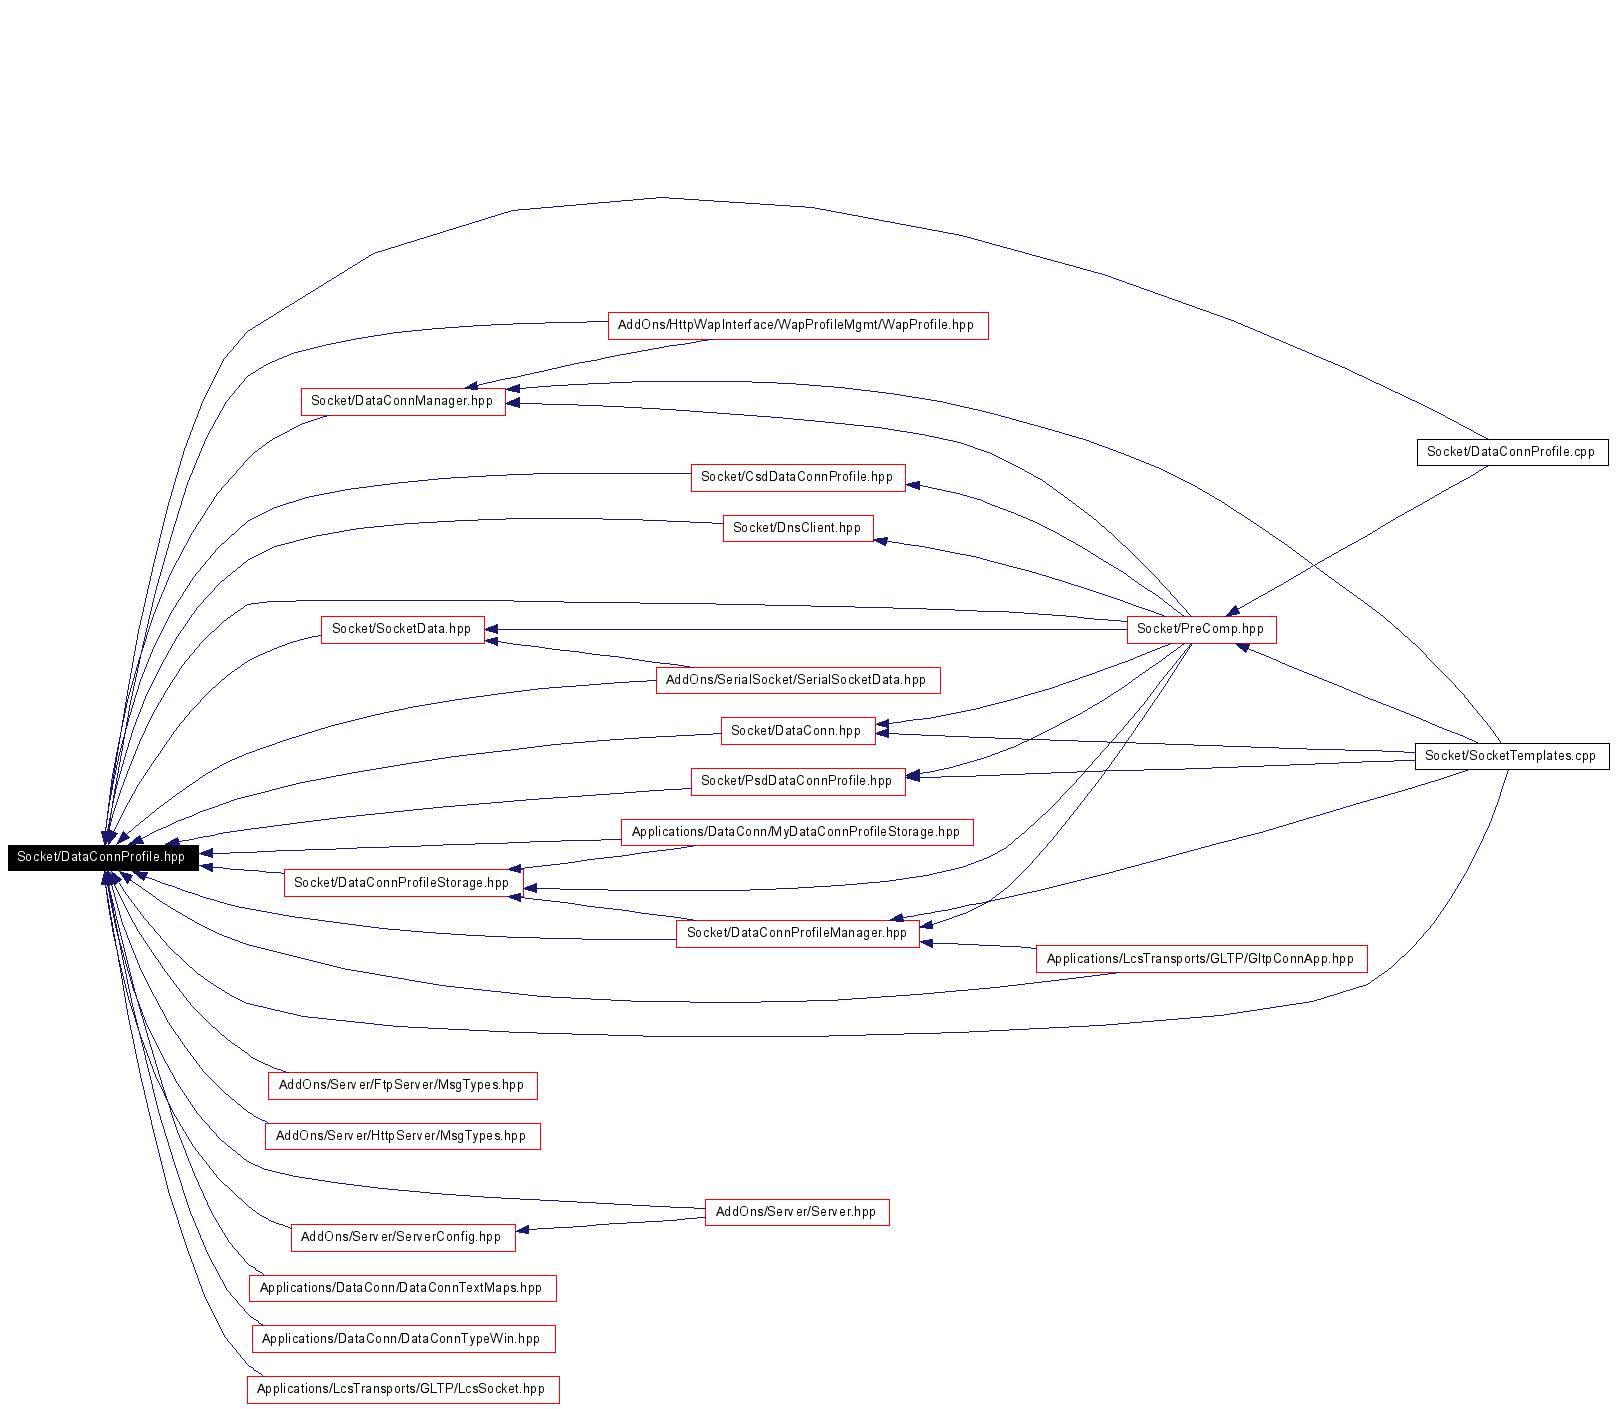 AddOns/HttpWapInterface/WapProfileMgmt/WapProfile.hpp
Socket/DataConnManager.hpp
Socket/DataConnProfile.cpp
Socket/CsdDataConnProfile.hpp
Socket/DnsClient.hpp
Socket/SocketData.hpp
Socket/PreComp.hpp
AddOns/SerialSocket/SerialSocketData.hpp
Socket/DataConn.hpp
Socket/SocketTemplates.cpp
Socket/PsdDataConnProfile.hpp
Applications/DataConn/MyDataConnProfileStorage.hpp
Socket/DataConnProfile.hpp
Socket/DataConnProfileStorage.hpp
Socket/DataConnProfileManager.hpp
Applications/LcsTransports/GLTP/GltpConnApp.hpp
AddOns/Server/FtpServer/MsgTypes.hpp
AddOns/Server/HttpServer/MsgTypes.hpp
AddOns/Server/Server.hpp
AddOns/Server/ServerConfig.hpp
Applications/DataConn/DataConnTextMaps.hpp
Applications/DataConn/DataConnTypeWin.hpp
Applications/LcsTransports/GLTP/LcsSocket.hpp